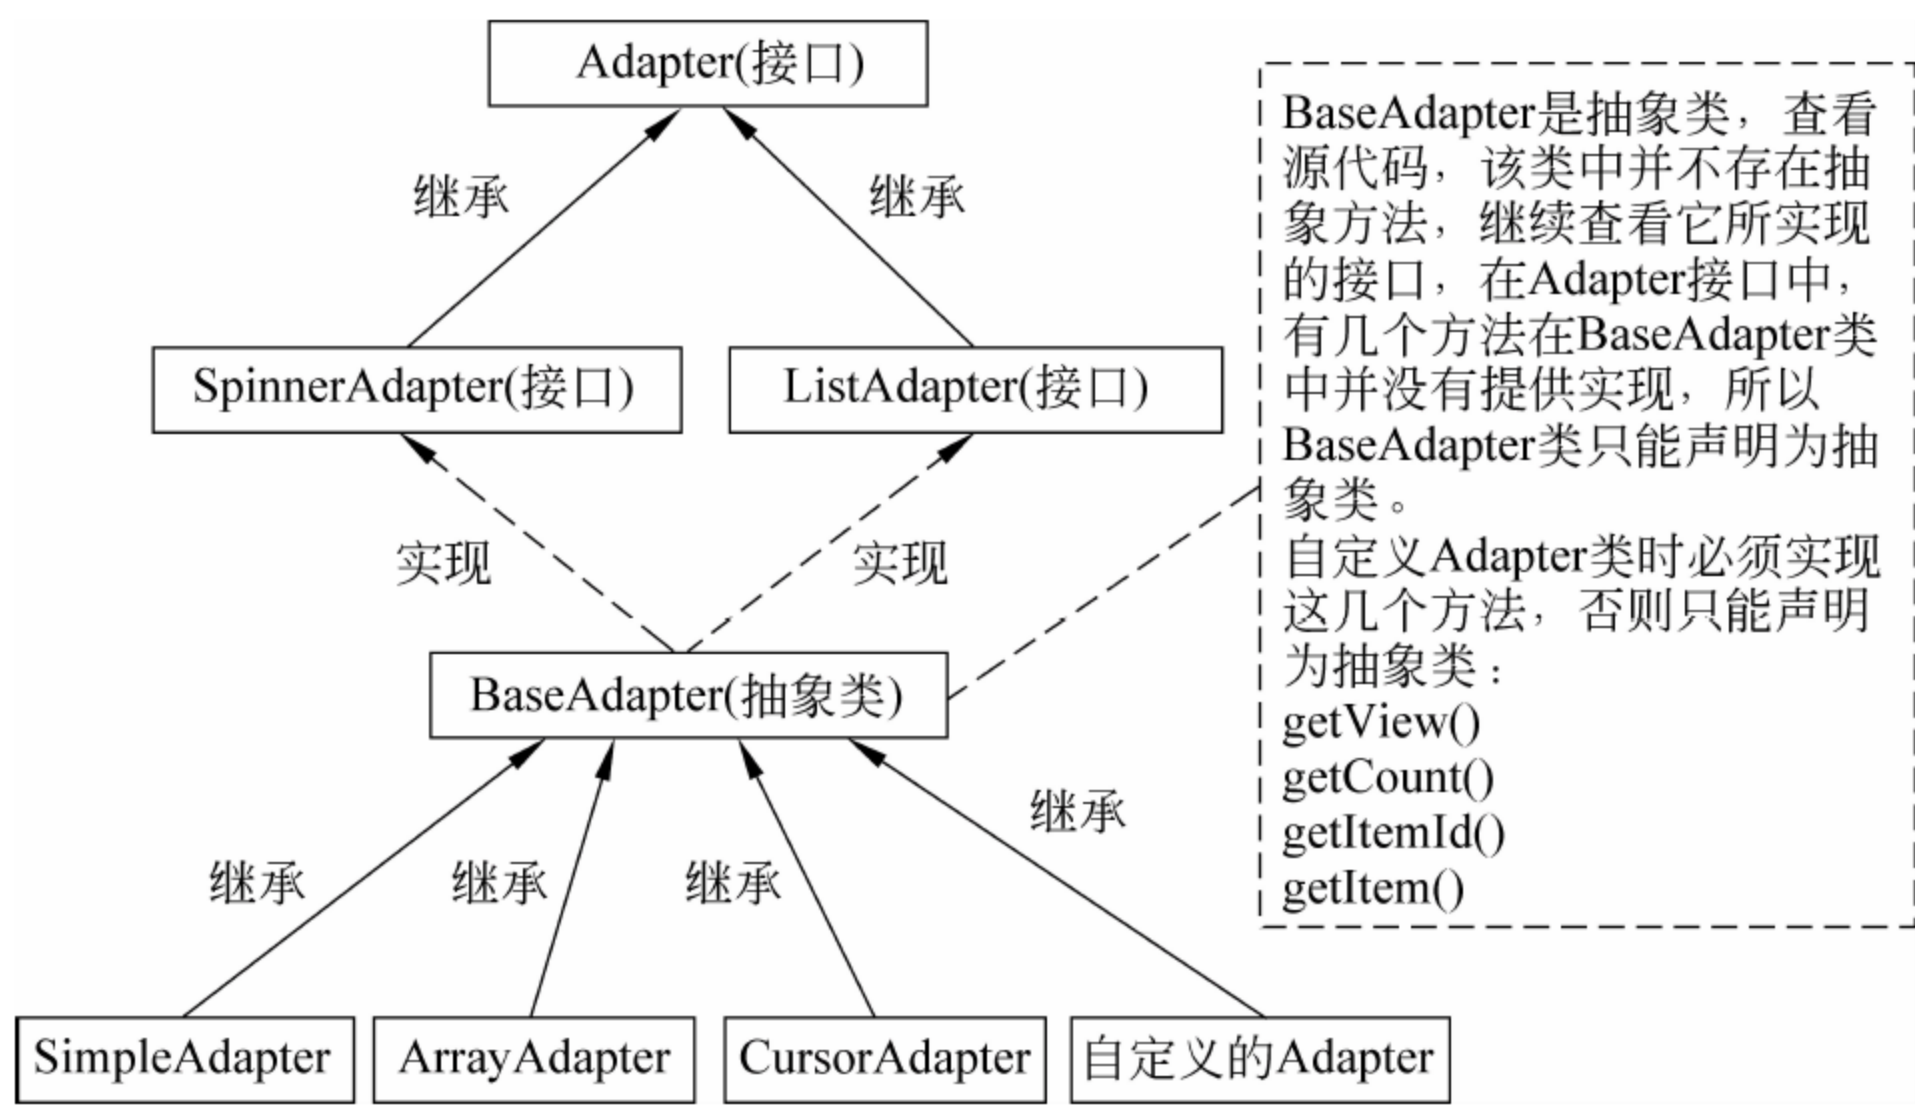 Adapter(接口)
继承
继承
SpinnerAdapter(接口)
ListAdapter(接口)
实现
实现
BaseAdapter(抽象类)
继承
继承
继承
继承
SimpleAdapter
ArrayAdapter
CursorAdapter
自定义的Adapter
BaseAdapter是抽象类，查看
源代码，该类中并不存在抽
象方法，继续查看它所实现
的接口，在Adapter接口中，
有几个方法在BaseAdapter类
中并没有提供实现，所以
BaseAdapter类只能声明为抽
象类。
自定义Adapter类时必须实现
这几个方法，否则只能声明
为抽象类：
getView()
getCount()
getItemId()
getItem()